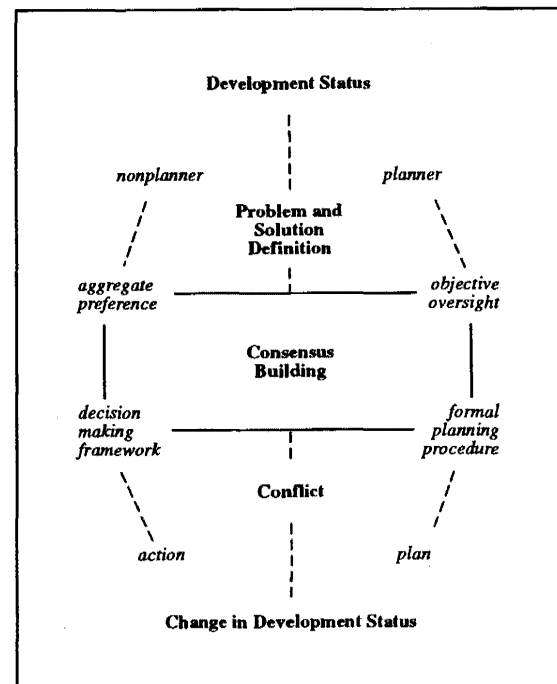 Development Status
nonplanner
planner
Problem and
Solution
Definition
aggregate
preference
objective
oversight
Consensus
Building
decision
making
framework
formal
planning
procedure
Conflict
action
plan
Change in Development Status